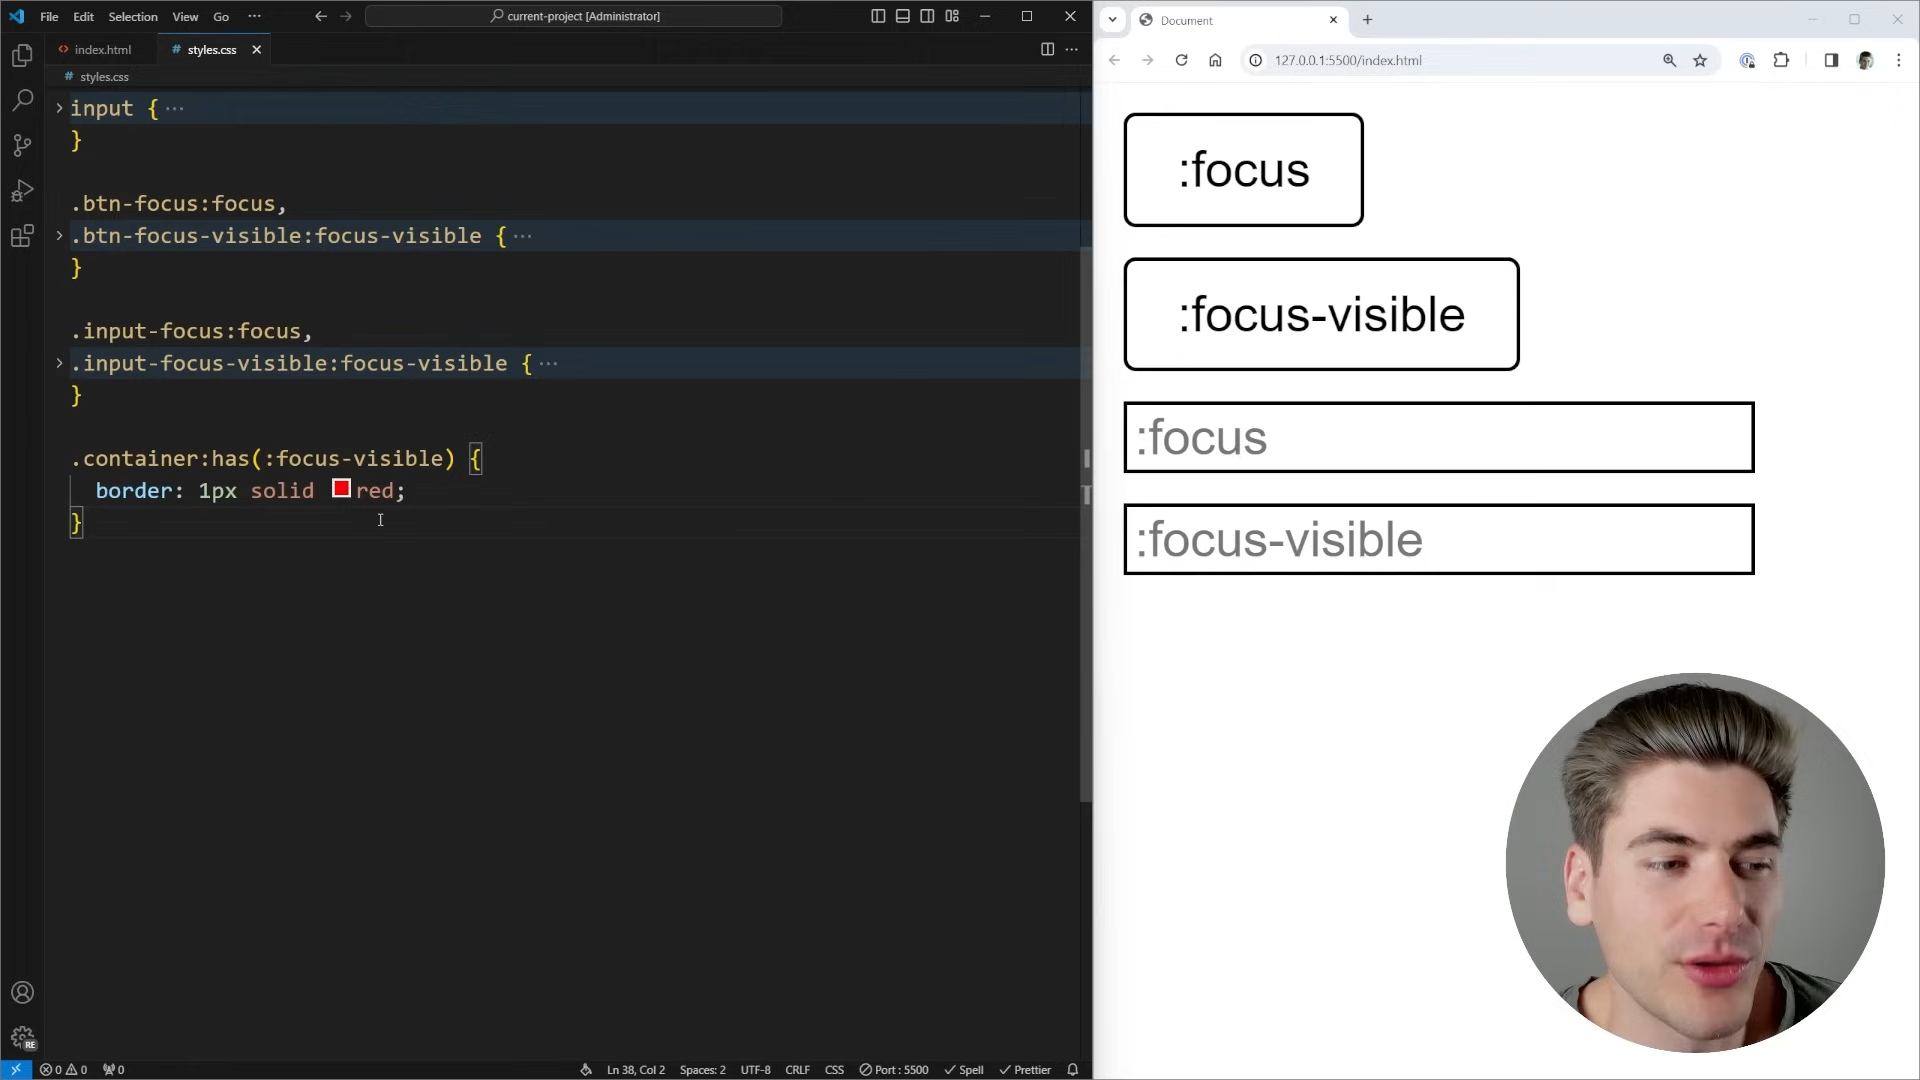 File Edit Selection View Go ···
current-project [Administrator]
index.html
styles.css
styles.css
input { ···
}
.btn-focus:focus,
.btn-focus-visible:focus-visible { ···
}
.input-focus:focus,
.input-focus-visible:focus-visible { ···
}
.container:has(:focus-visible) {
border: 1px solid red;
}
RE
0 0 0
Ln 38, Col 2 Spaces: 2 UTF-8 CRLF CSS Port : 5500 Spell Prettier
Document
127.0.0.1:5500/index.html
:focus
:focus-visible
:focus
:focus-visible